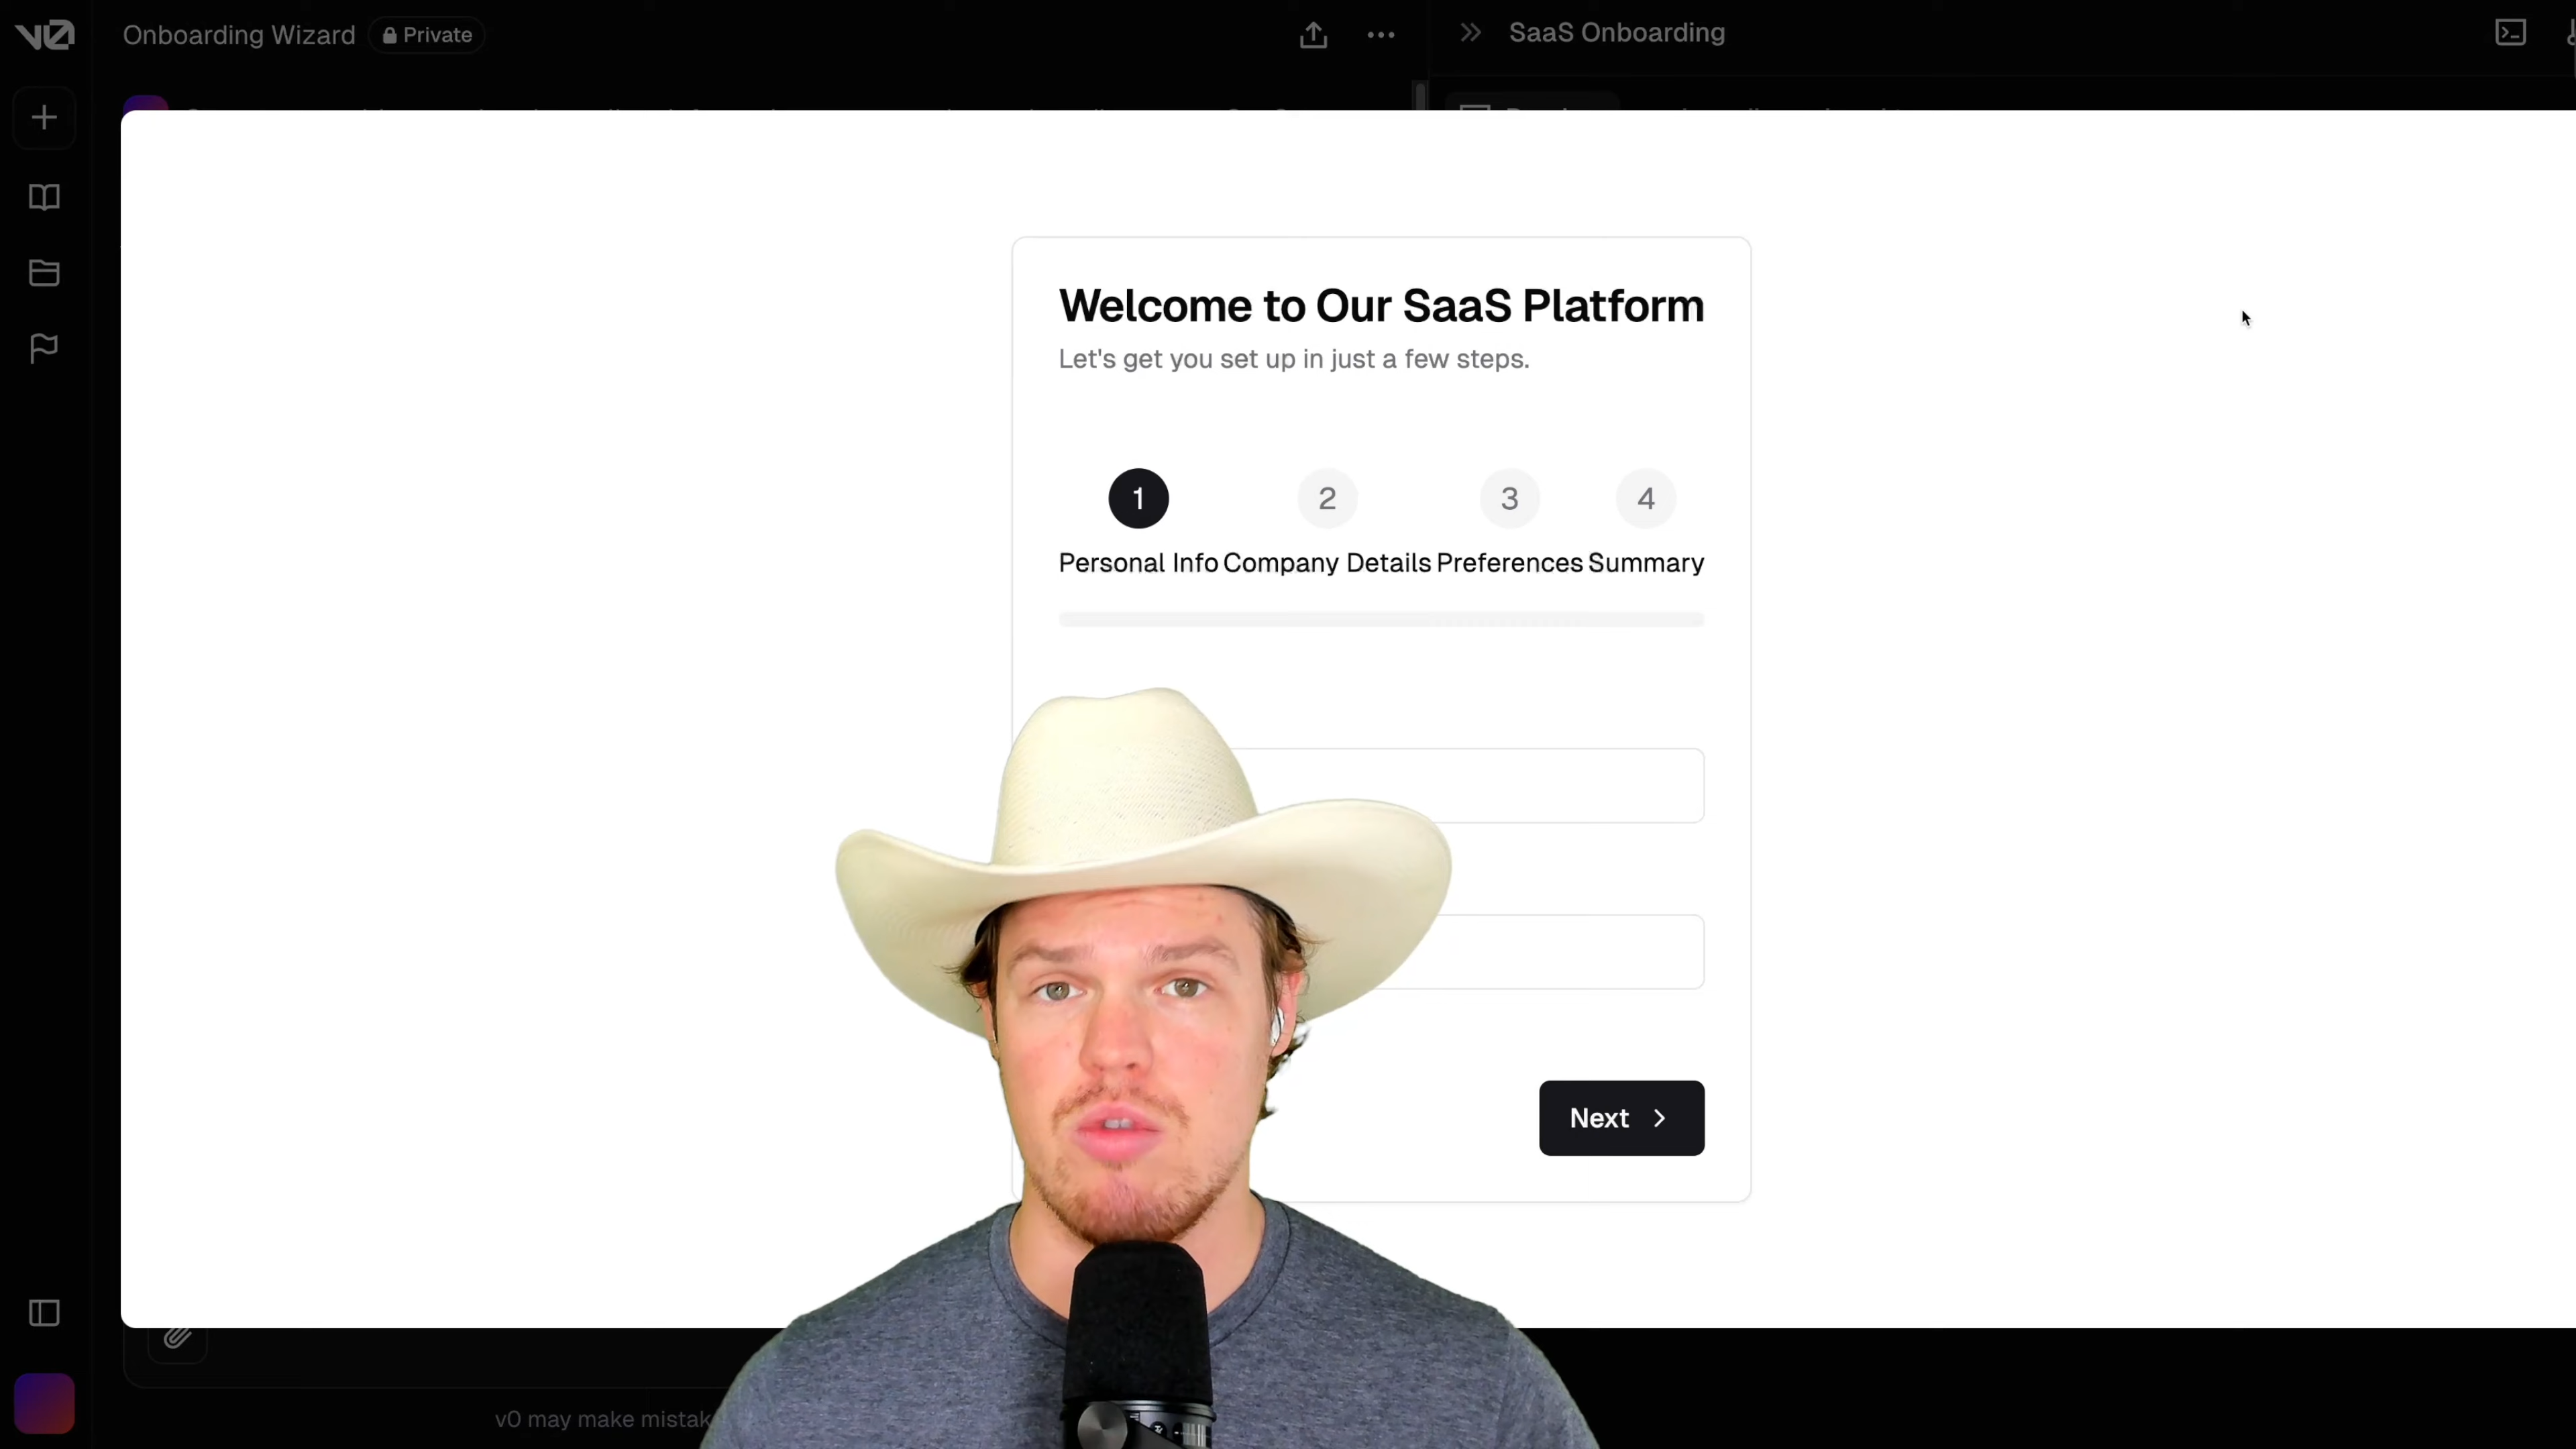 v0
Onboarding Wizard
Private
SaaS Onboarding
Welcome to Our SaaS Platform
Let's get you set up in just a few steps.
1
2
3
4
Personal Info
Company Details
Preferences
Summary
Next
v0 may make mistak